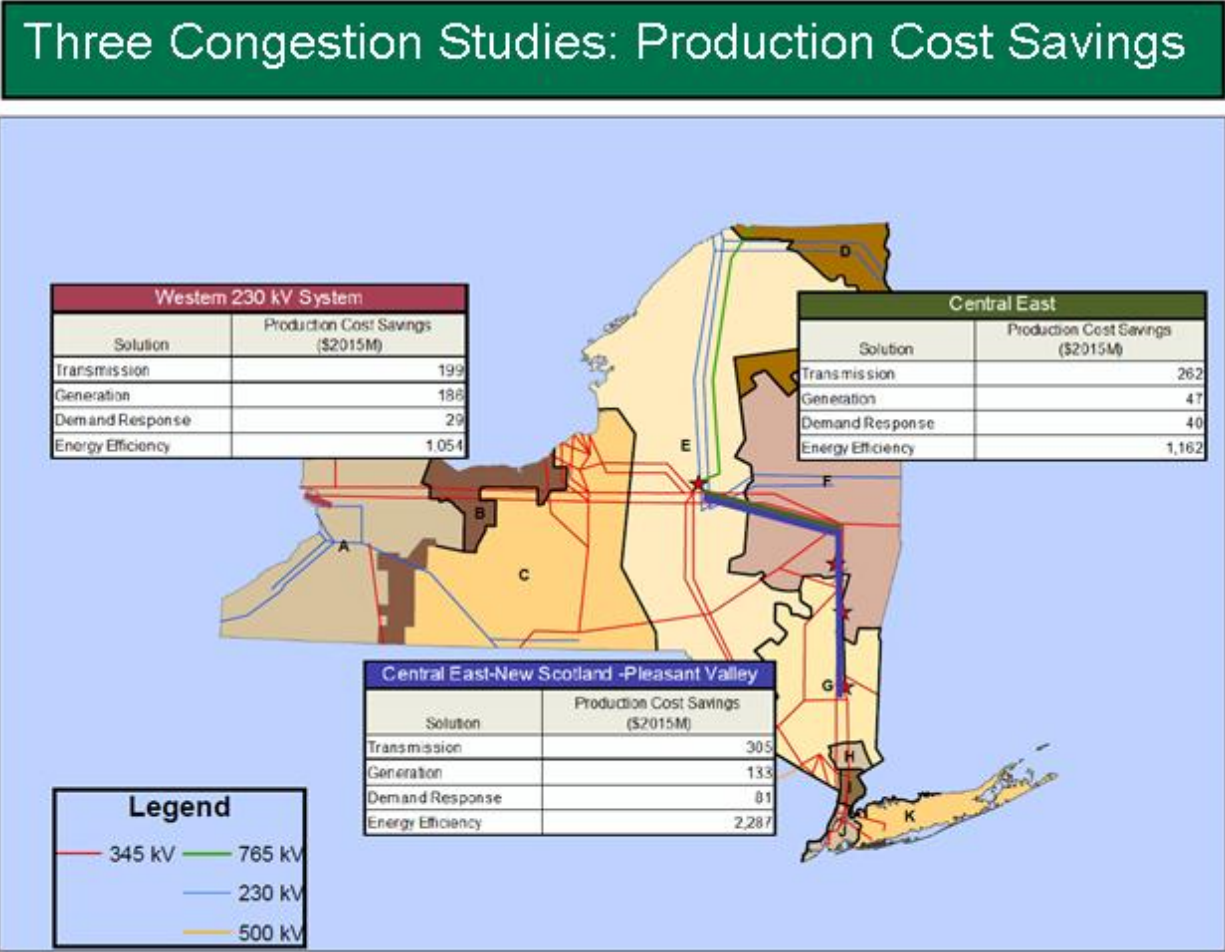 Three Congestion Studies: Production Cost Savings
D
Western 230 kV System
Solution Production Cost Savings ($2015M)
Transmission 199
Generation 186
Demand Response 29
Energy Efficiency 1,054
Central East
Solution Production Cost Savings ($2015M)
Transmission 262
Generation 47
Demand Response 40
Energy Efficiency 1,162
E
F
B
A
C
Central East-New Scotland -Pleasant Valley
Solution Production Cost Savings ($2015M)
Transmission 305
Generation 133
Demand Response 81
Energy Efficiency 2,287
G
H
I
J
K
Legend
345 kV 765 kV
230 kV
500 kV